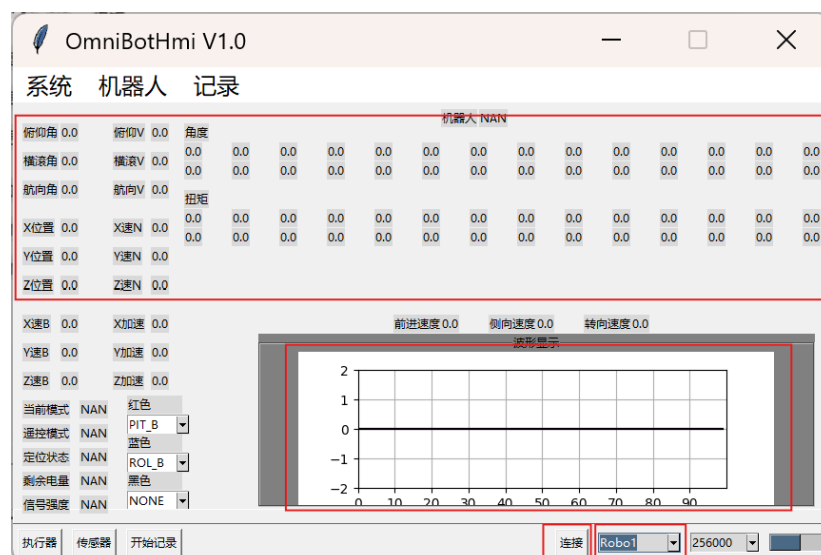 OmniBotHmi V1.0
系统 机器人 记录
机器人 NAN
俯仰角 0.0 俯仰V 0.0 角度
横滚角 0.0 横滚V 0.0 0.0 0.0 0.0 0.0 0.0 0.0 0.0 0.0 0.0 0.0 0.0 0.0 0.0 0.0
0.0 0.0 0.0 0.0 0.0 0.0 0.0 0.0 0.0 0.0 0.0 0.0 0.0 0.0
航向角 0.0 航向V 0.0 扭矩
X位置 0.0 X速N 0.0 0.0 0.0 0.0 0.0 0.0 0.0 0.0 0.0 0.0 0.0 0.0 0.0 0.0 0.0
0.0 0.0 0.0 0.0 0.0 0.0 0.0 0.0 0.0 0.0 0.0 0.0 0.0 0.0
Y位置 0.0 Y速N 0.0
Z位置 0.0 Z速N 0.0
X速B 0.0 X加速 0.0 前进速度 0.0 侧向速度 0.0 转向速度 0.0
波形显示
Y速B 0.0 Y加速 0.0
Z速B 0.0 Z加速 0.0
当前模式 NAN 红色
遥控模式 NAN PIT_B
蓝色
定位状态 NAN ROL_B
剩余电量 NAN 黑色
信号强度 NAN NONE
2
1
0
−1
−2
0 10 20 30 40 50 60 70 80 90
执行器 传感器 开始记录 连接 Robo1 256000